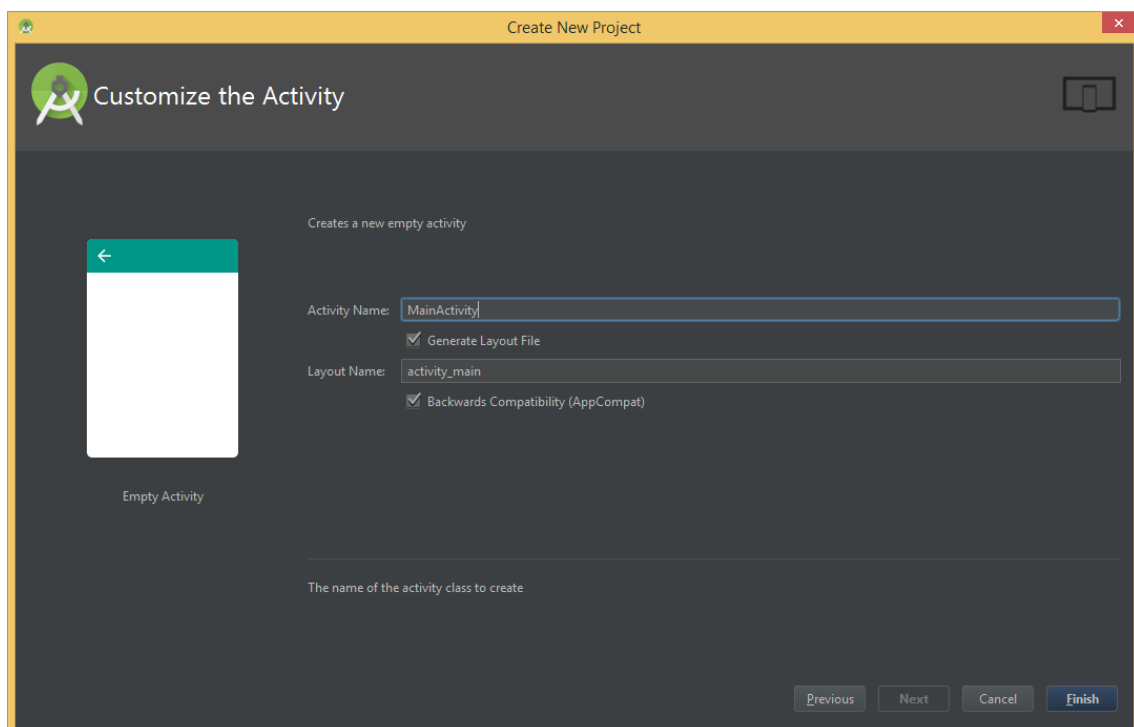 Create New Project
Customize the Activity
Creates a new empty activity
Activity Name: MainActivity
Generate Layout File
Layout Name: activity_main
Backwards Compatibility (AppCompat)
Empty Activity
The name of the activity class to create
Previous Next Cancel Finish